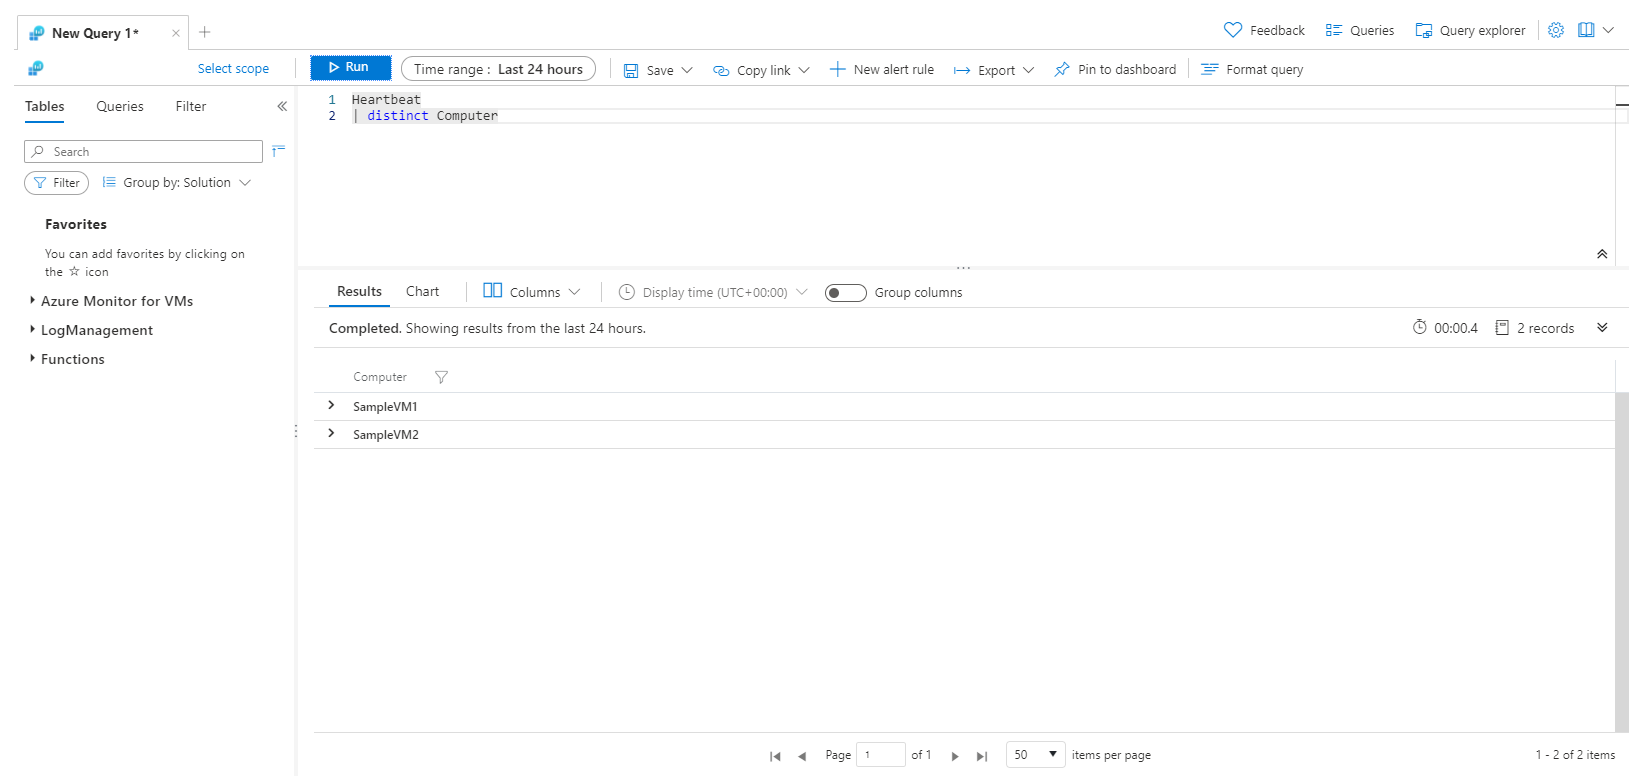 New Query 1*
Feedback
Queries
Query explorer
Select scope
Run
Time range : Last 24 hours
Save
Copy link
New alert rule
Export
Pin to dashboard
Format query
Tables
Queries
Filter
1 Heartbeat
2 | distinct Computer
Search
Filter
Group by: Solution
Favorites
You can add favorites by clicking on
the ☆ icon
Azure Monitor for VMs
LogManagement
Functions
Results
Chart
Columns
Display time (UTC+00:00)
Group columns
Completed. Showing results from the last 24 hours.
00:00.4
2 records
Computer
SampleVM1
SampleVM2
Page 1 of 1
50 items per page
1 - 2 of 2 items